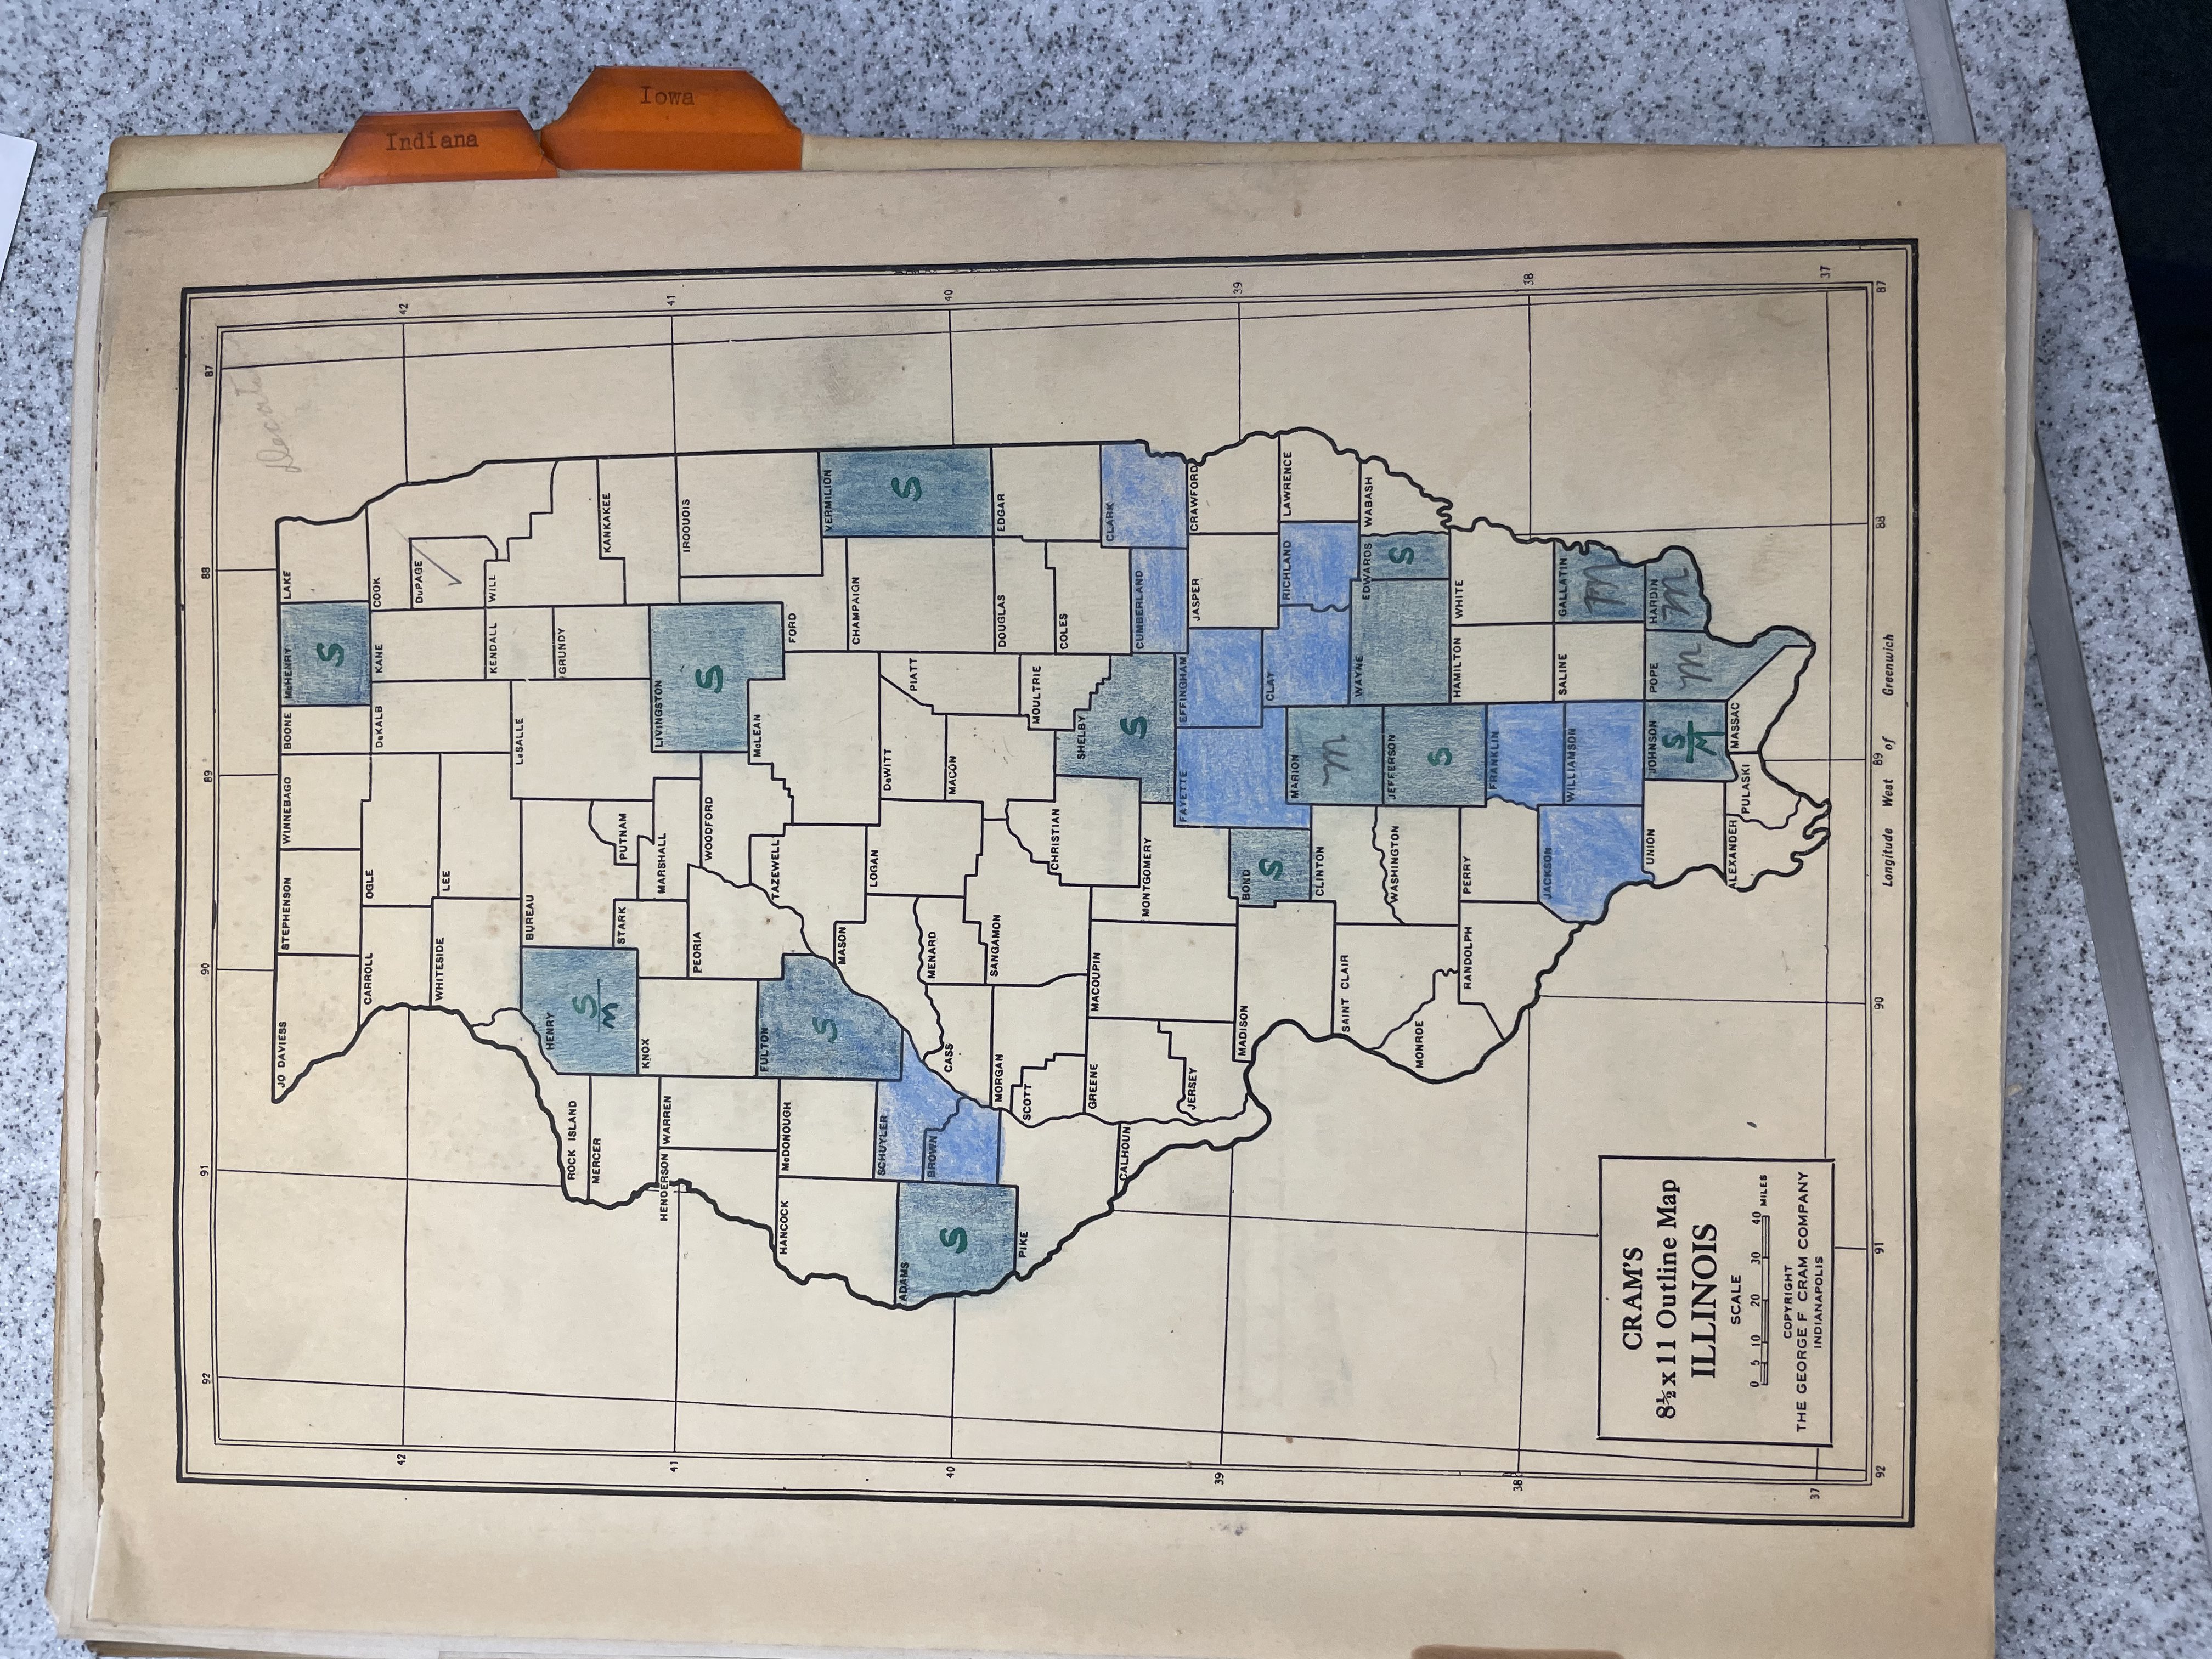 92 91 90 89 88 87
Decat
JO DAVIESS STEPHENSON WINNEBAGO BOONE McHENRY LAKE
S
CARROLL OGLE DeKALB KANE COOK
42 42
DuPAGE
WHITESIDE LEE
KENDALL WILL
LaSALLE
BUREAU
HENRY
S
M
GRUNDY
ROCK ISLAND
MERCER
KANKAKEE
STARK PUTNAM
KNOX
HENDERSON WARREN MARSHALL LIVINGSTON
41 41
S
IROQUOIS
PEORIA WOODFORD
McLEAN
FULTON TAZEWELL
HANCOCK McDONOUGH FORD
S
MASON VERMILION
CHAMPAIGN
LOGAN
SCHUYLER DeWITT
ADAMS PIATT
S
BROWN MENARD
CASS MACON
S
40 40
MORGAN SANGAMON DOUGLAS EDGAR
PIKE SCOTT
MOULTRIE
CHRISTIAN
COLES
SHELBY
GREENE MACOUPIN
CLARK
CALHOUN
S
CUMBERLAND
MONTGOMERY
FAYETTE EFFINGHAM
JERSEY JASPER CRAWFORD
39 39
MADISON BOND
S
CLAY
RICHLAND LAWRENCE
MARION
M
CLINTON
SAINT CLAIR WAYNE
EDWARDS WABASH
S
WASHINGTON JEFFERSON
S
MONROE
RANDOLPH PERRY HAMILTON WHITE
FRANKLIN
38 38
JACKSON
SALINE GALLATIN
WILLIAMSON
UNION JOHNSON POPE HARDIN
S
M
M
M
ALEXANDER PULASKI MASSAC
CRAM'S
8½ x 11 Outline Map
ILLINOIS
SCALE
0 5 10 20 30 40 MILES
COPYRIGHT
THE GEORGE F CRAM COMPANY
INDIANAPOLIS
37 37
92 91 90 89 88 87
Longitude West of Greenwich
Indiana
Iowa